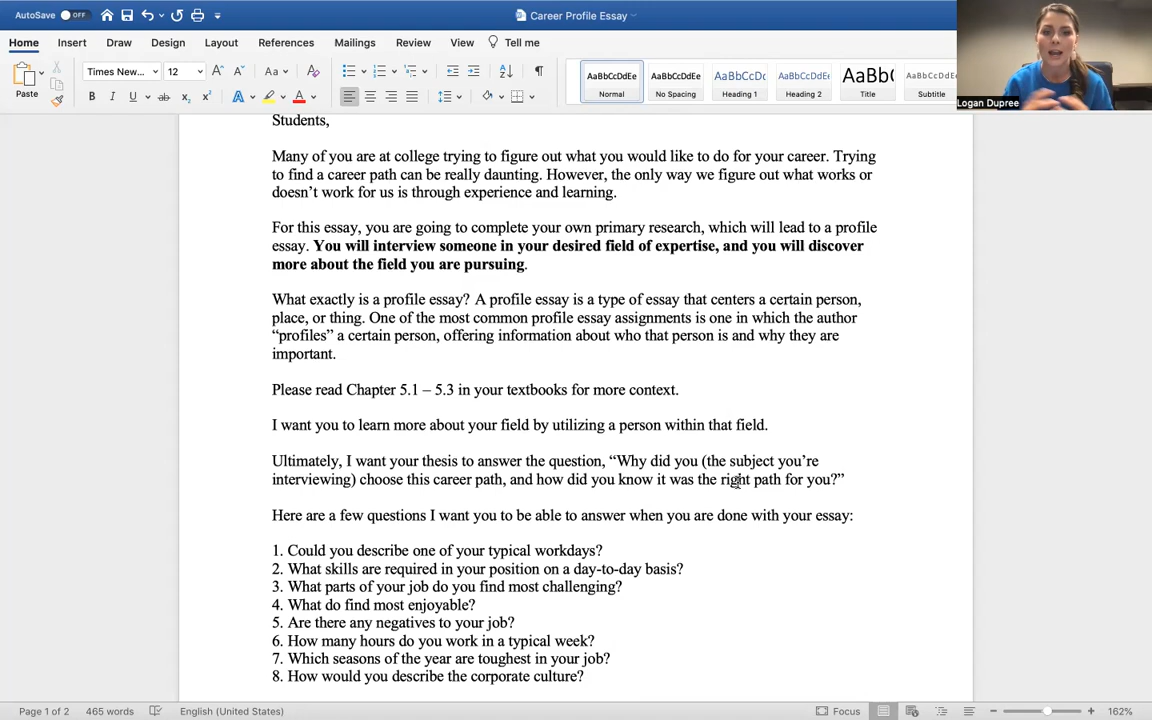 AutoSave OFF
Career Profile Essay
Home Insert Draw Design Layout References Mailings Review View Tell me
Paste
Times New... 12
Aa
AaBbCcDdEe AaBbCcDdEe AaBbCcDc AaBbCcDdEe AaBbC AaBbCcDdEe
Normal No Spacing Heading 1 Heading 2 Title Subtitle
Logan Dupree
Students,
Many of you are at college trying to figure out what you would like to do for your career. Trying
to find a career path can be really daunting. However, the only way we figure out what works or
doesn’t work for us is through experience and learning.
For this essay, you are going to complete your own primary research, which will lead to a profile
essay. You will interview someone in your desired field of expertise, and you will discover
more about the field you are pursuing.
What exactly is a profile essay? A profile essay is a type of essay that centers a certain person,
place, or thing. One of the most common profile essay assignments is one in which the author
“profiles” a certain person, offering information about who that person is and why they are
important.
Please read Chapter 5.1 – 5.3 in your textbooks for more context.
I want you to learn more about your field by utilizing a person within that field.
Ultimately, I want your thesis to answer the question, “Why did you (the subject you’re
interviewing) choose this career path, and how did you know it was the right path for you?”
Here are a few questions I want you to be able to answer when you are done with your essay:
1. Could you describe one of your typical workdays?
2. What skills are required in your position on a day-to-day basis?
3. What parts of your job do you find most challenging?
4. What do find most enjoyable?
5. Are there any negatives to your job?
6. How many hours do you work in a typical week?
7. Which seasons of the year are toughest in your job?
8. How would you describe the corporate culture?
Page 1 of 2 465 words English (United States) Focus 162%